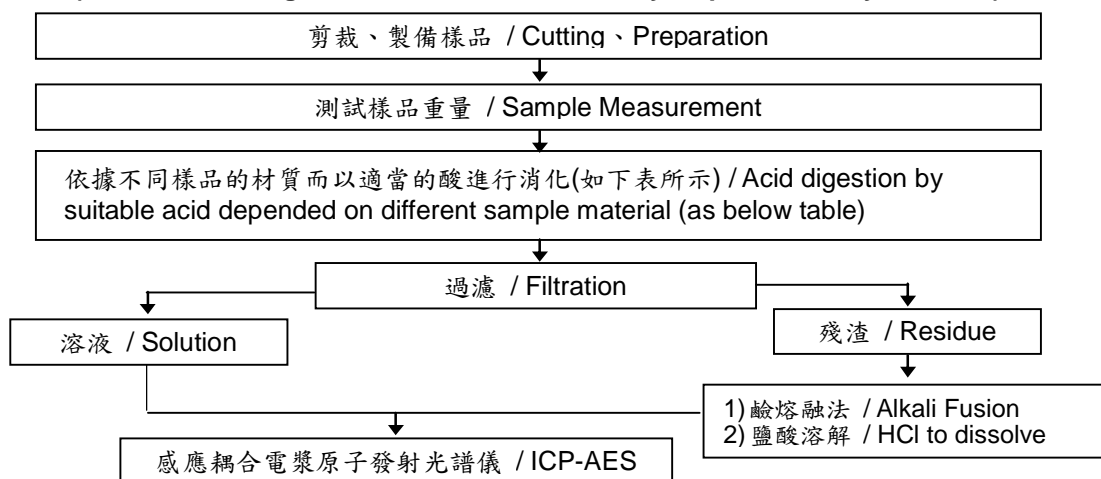 剪裁、製備樣品 / Cutting、Preparation
測試樣品重量 / Sample Measurement
依據不同樣品的材質而以適當的酸進行消化(如下表所示) / Acid digestion by
suitable acid depended on different sample material (as below table)
過濾 / Filtration
溶液 / Solution
殘渣 / Residue
1) 鹼熔融法 / Alkali Fusion
2) 鹽酸溶解 / HCl to dissolve
感應耦合電漿原子發射光譜儀 / ICP-AES